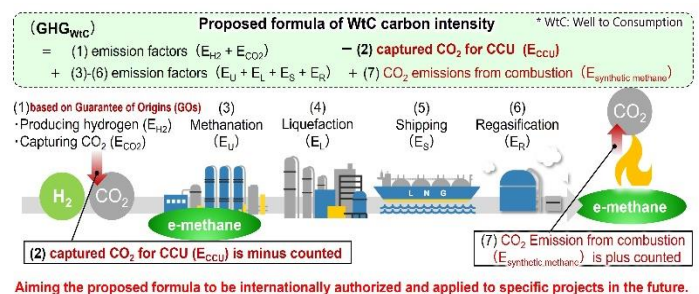 Proposed formula of WtC carbon intensity
* WtC: Well to Consumption
(GHG_WtC)
= (1) emission factors (E_H2 + E_CO2) − (2) captured CO2 for CCU (E_CCU)
+ (3)-(6) emission factors (E_U + E_L + E_S + E_R) + (7) CO2 emissions from combustion (E_synthetic methane)
(1)based on Guarantee of Origins (GOs)
・Producing hydrogen (E_H2)
・Capturing CO2 (E_CO2)
(3)
Methanation
(E_U)
(4)
Liquefaction
(E_L)
(5)
Shipping
(E_S)
(6)
Regasification
(E_R)
CO2
H2
CO2
L N G
e-methane
e-methane
(2) captured CO2 for CCU (E_CCU) is minus counted
(7) CO2 Emission from combustion
(E_synthetic methane) is plus counted
Aiming the proposed formula to be internationally authorized and applied to specific projects in the future.